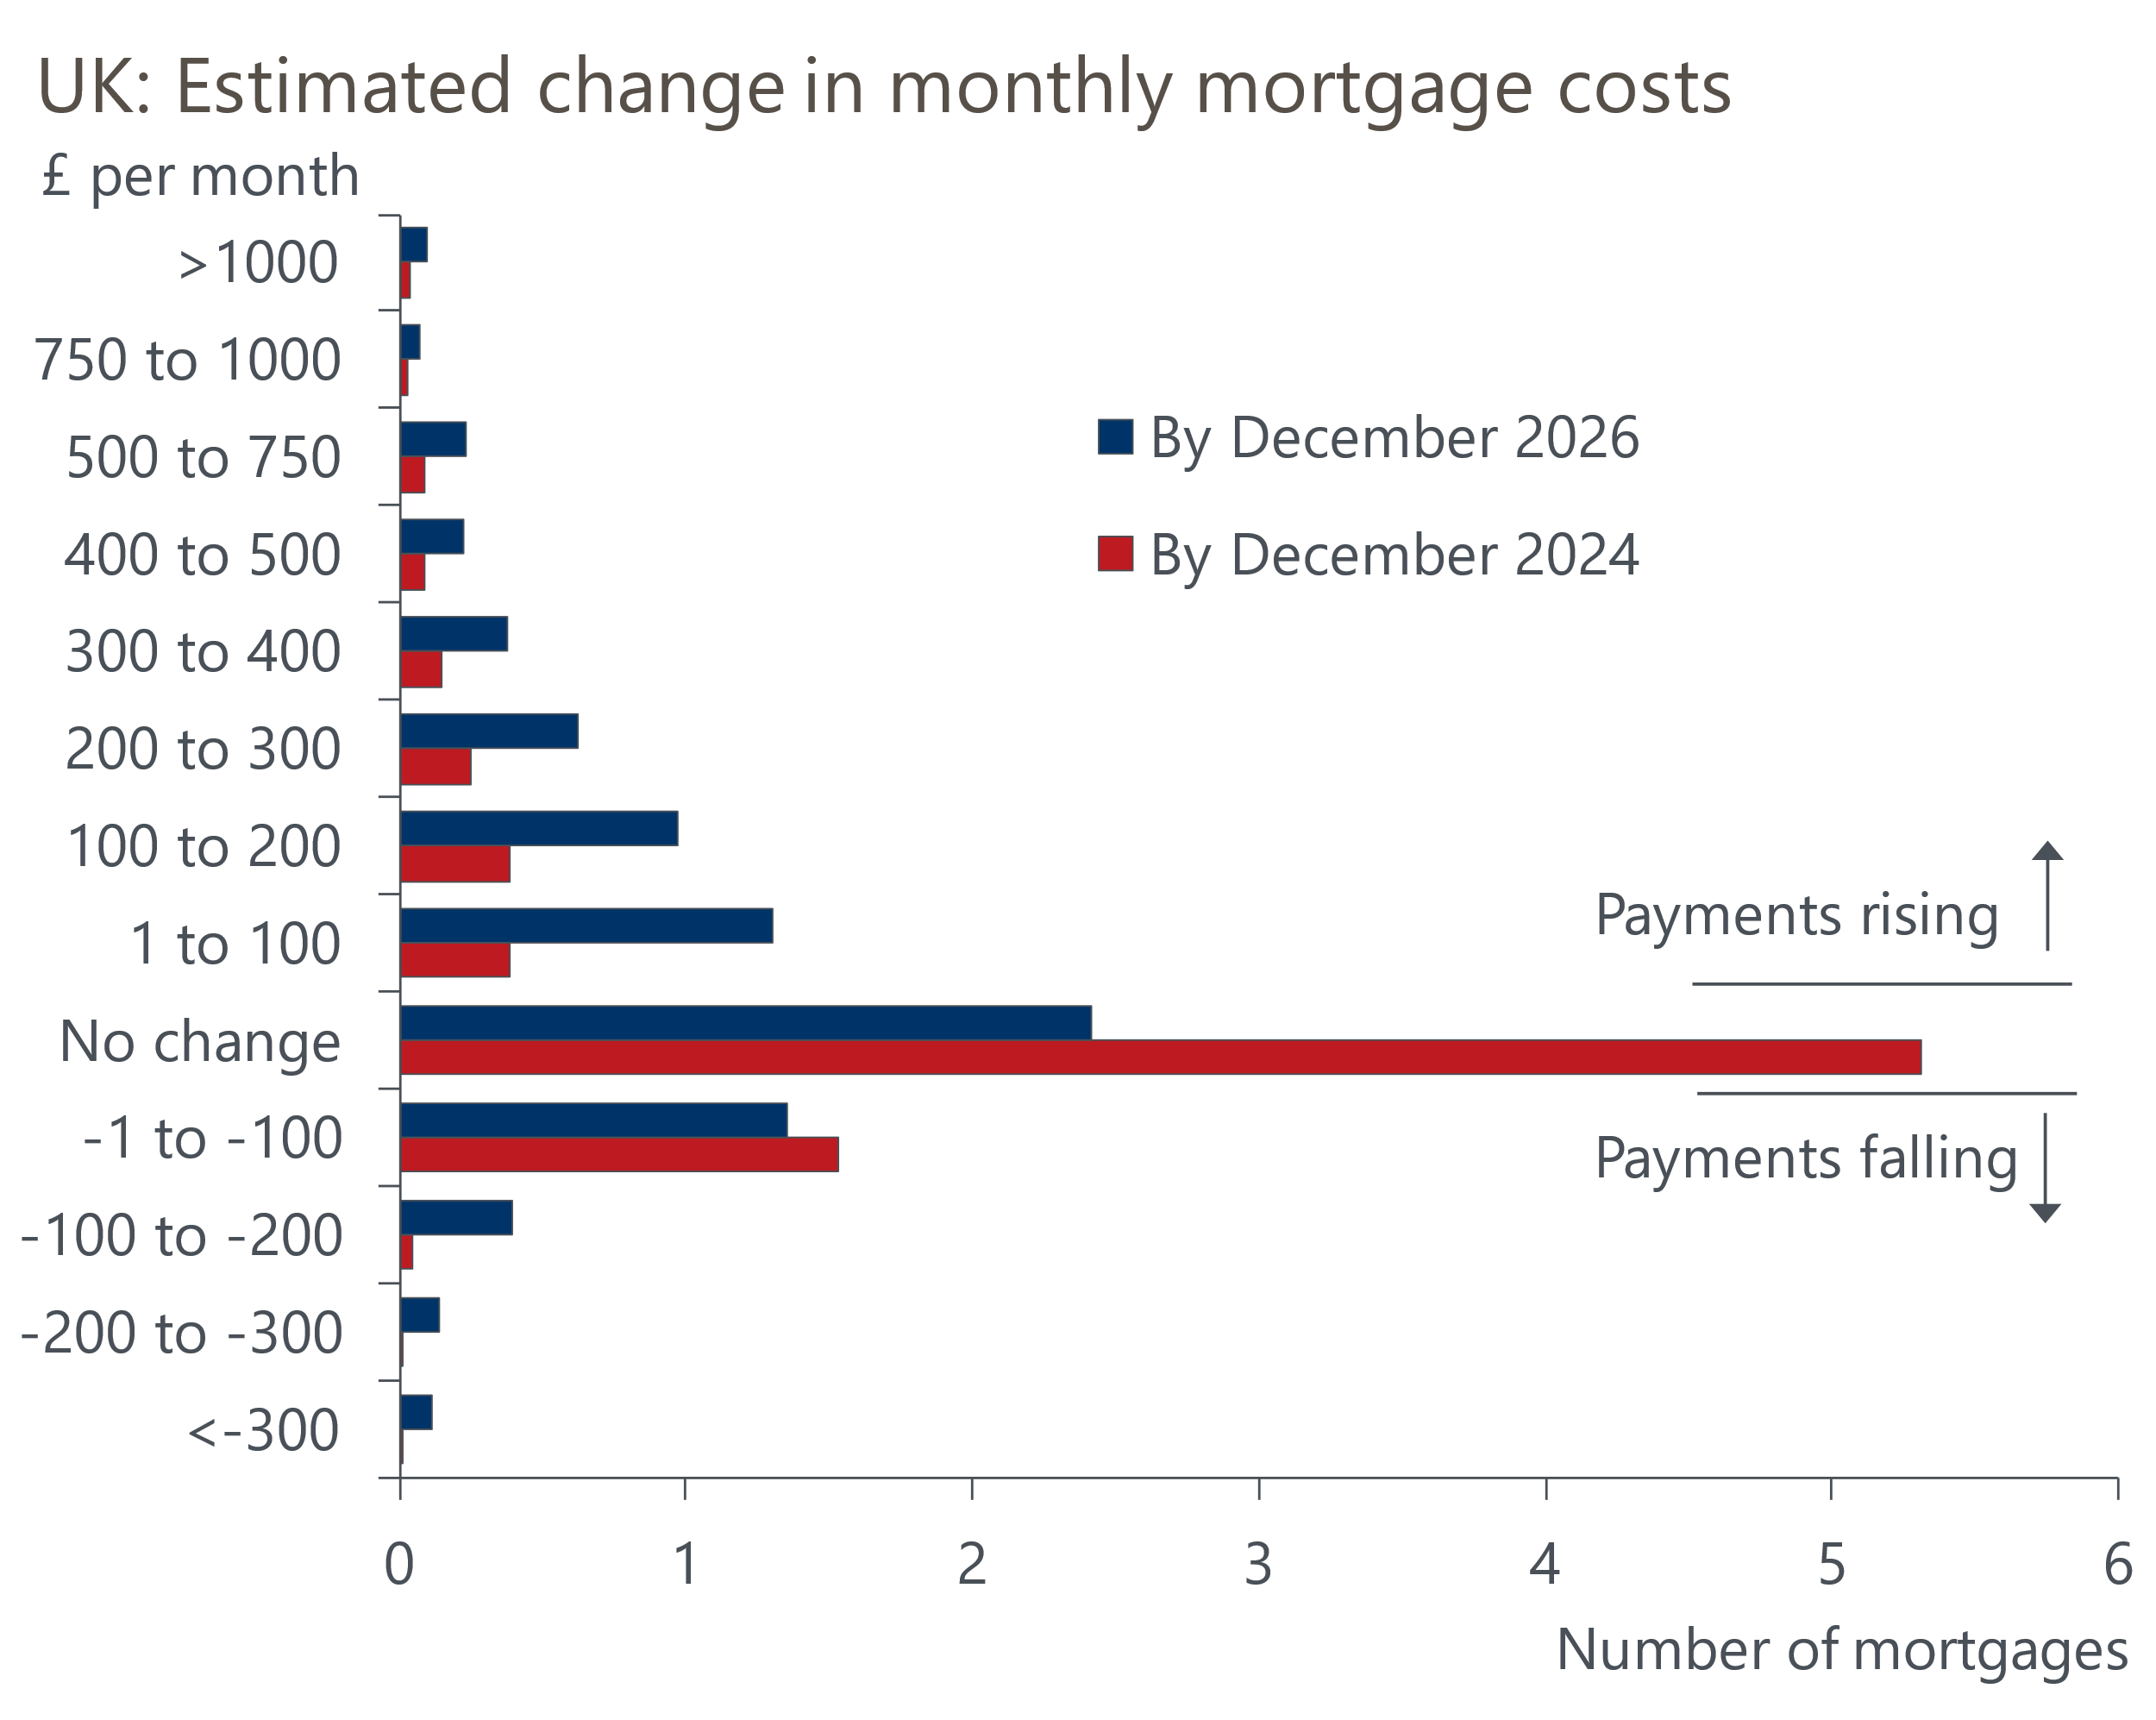 UK: Estimated change in monthly mortgage costs
£ per month
>1000
750 to 1000
500 to 750
By December 2026
400 to 500
By December 2024
300 to 400
200 to 300
100 to 200
Payments rising
1 to 100
No change
-1 to -100
Payments falling
-100 to -200
-200 to -300
<-300
0 1 2 3 4 5 6
Number of mortgages